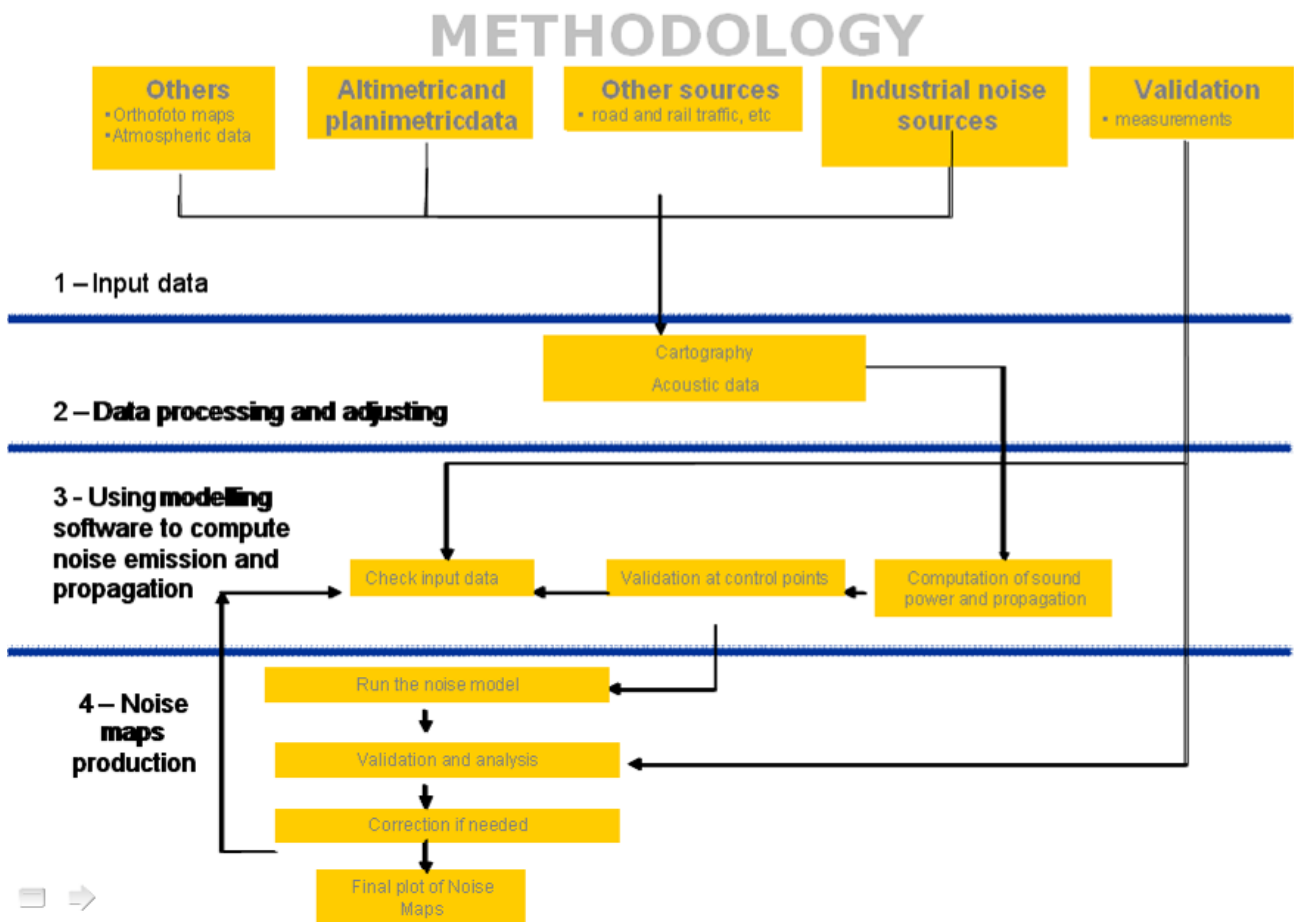 METHODOLOGY
Others
▪ Orthofoto maps
▪ Atmospheric data
Altimetricand
planimetricdata
Other sources
▪ road and rail traffic, etc
Industrial noise
sources
Validation
▪ measurements
1 – Input data
Cartography
Acoustic data
2 – Data processing and adjusting
3 - Using modelling
software to compute
noise emission and
propagation
Check input data
Validation at control points
Computation of sound
power and propagation
4 – Noise
maps
production
Run the noise model
Validation and analysis
Correction if needed
Final plot of Noise
Maps